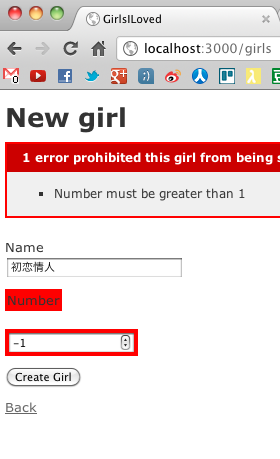 GirlsILoved
localhost:3000/girls
0
New girl
1 error prohibited this girl from being
Number must be greater than 1
Name
初恋情人
Number
-1
Create Girl
Back